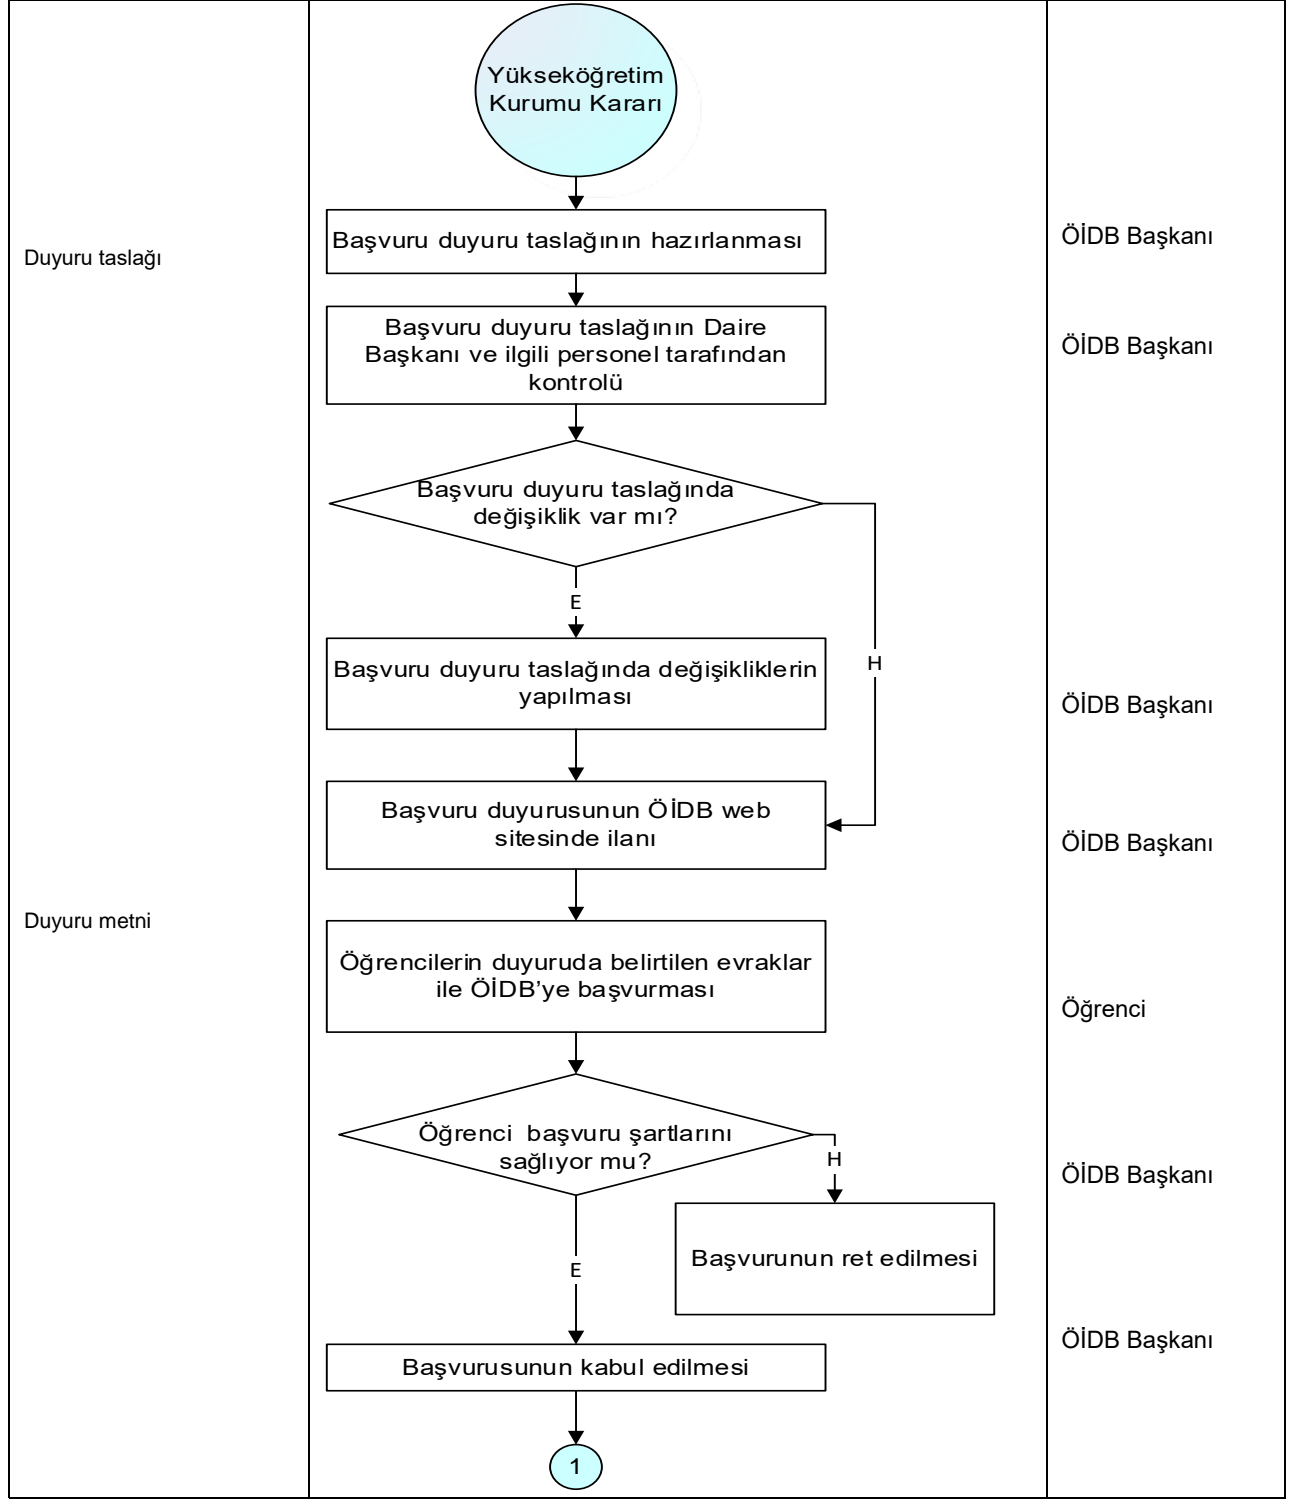 Yükseköğretim
Kurumu Kararı
Başvuru duyuru taslağının hazırlanması
ÖİDB Başkanı
Duyuru taslağı
Başvuru duyuru taslağının Daire
Başkanı ve ilgili personel tarafından
kontrolü
ÖİDB Başkanı
Başvuru duyuru taslağında
değişiklik var mı?
E
H
Başvuru duyuru taslağında değişikliklerin
yapılması
ÖİDB Başkanı
Başvuru duyurusunun ÖİDB web
sitesinde ilanı
ÖİDB Başkanı
Duyuru metni
Öğrencilerin duyuruda belirtilen evraklar
ile ÖİDB’ye başvurması
Öğrenci
Öğrenci  başvuru şartlarını
sağlıyor mu?
H
ÖİDB Başkanı
Başvurunun ret edilmesi
E
ÖİDB Başkanı
Başvurusunun kabul edilmesi
1